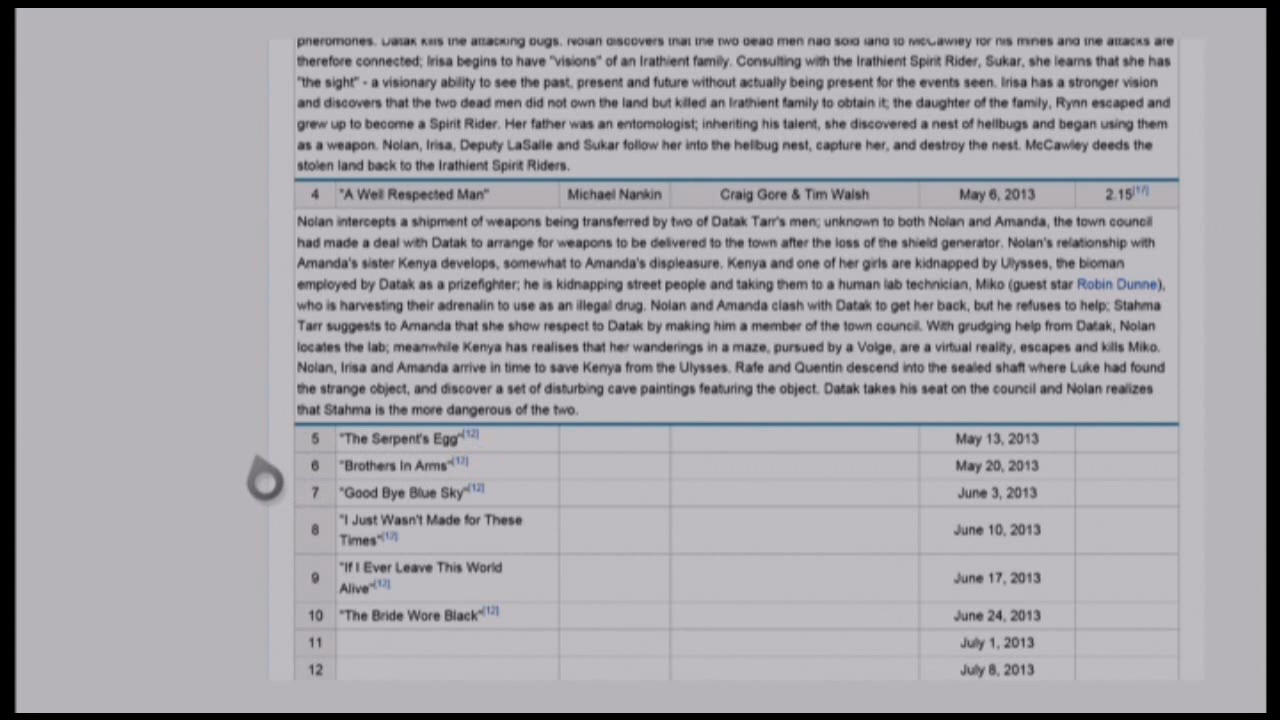 pheromones. Datak kills the attacking bugs. Nolan discovers that the two dead men had sold land to McCawley for his mines and the attacks are
therefore connected; Irisa begins to have "visions" of an Irathient family. Consulting with the Irathient Spirit Rider, Sukar, she learns that she has
"the sight" - a visionary ability to see the past, present and future without actually being present for the events seen. Irisa has a stronger vision
and discovers that the two dead men did not own the land but killed an Irathient family to obtain it; the daughter of the family, Rynn escaped and
grew up to become a Spirit Rider. Her father was an entomologist; inheriting his talent, she discovered a nest of hellbugs and began using them
as a weapon. Nolan, Irisa, Deputy LaSalle and Sukar follow her into the hellbug nest, capture her, and destroy the nest. McCawley deeds the
stolen land back to the Irathient Spirit Riders.
4 "A Well Respected Man" Michael Nankin Craig Gore & Tim Walsh May 6, 2013 2.15[17]
Nolan intercepts a shipment of weapons being transferred by two of Datak Tarr's men; unknown to both Nolan and Amanda, the town council
had made a deal with Datak to arrange for weapons to be delivered to the town after the loss of the shield generator. Nolan's relationship with
Amanda's sister Kenya develops, somewhat to Amanda's displeasure. Kenya and one of her girls are kidnapped by Ulysses, the bioman
employed by Datak as a prizefighter; he is kidnapping street people and taking them to a human lab technician, Miko (guest star Robin Dunne),
who is harvesting their adrenalin to use as an illegal drug. Nolan and Amanda clash with Datak to get her back, but he refuses to help; Stahma
Tarr suggests to Amanda that she show respect to Datak by making him a member of the town council. With grudging help from Datak, Nolan
locates the lab; meanwhile Kenya has realises that her wanderings in a maze, pursued by a Volge, are a virtual reality, escapes and kills Miko.
Nolan, Irisa and Amanda arrive in time to save Kenya from the Ulysses. Rafe and Quentin descend into the sealed shaft where Luke had found
the strange object, and discover a set of disturbing cave paintings featuring the object. Datak takes his seat on the council and Nolan realizes
that Stahma is the more dangerous of the two.
5 "The Serpent's Egg"[12] May 13, 2013
6 "Brothers In Arms"[12] May 20, 2013
7 "Good Bye Blue Sky"[12] June 3, 2013
8 "I Just Wasn't Made for These
Times"[12] June 10, 2013
9 "If I Ever Leave This World
Alive"[12] June 17, 2013
10 "The Bride Wore Black"[12] June 24, 2013
11 July 1, 2013
12 July 8, 2013